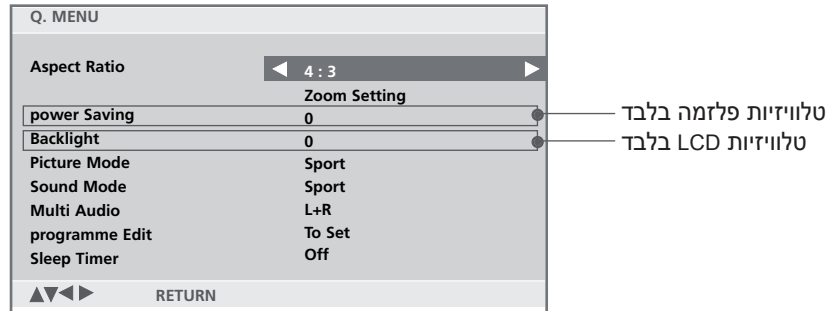 Q. MENU
Aspect Ratio ◀ 4 : 3 ▶
Zoom Setting
power Saving 0 טלוויזיות פלזמה בלבד
Backlight 0 טלוויזיות LCD בלבד
Picture Mode Sport
Sound Mode Sport
Multi Audio L+R
programme Edit To Set
Sleep Timer Off
▲▼◀ ▶ RETURN